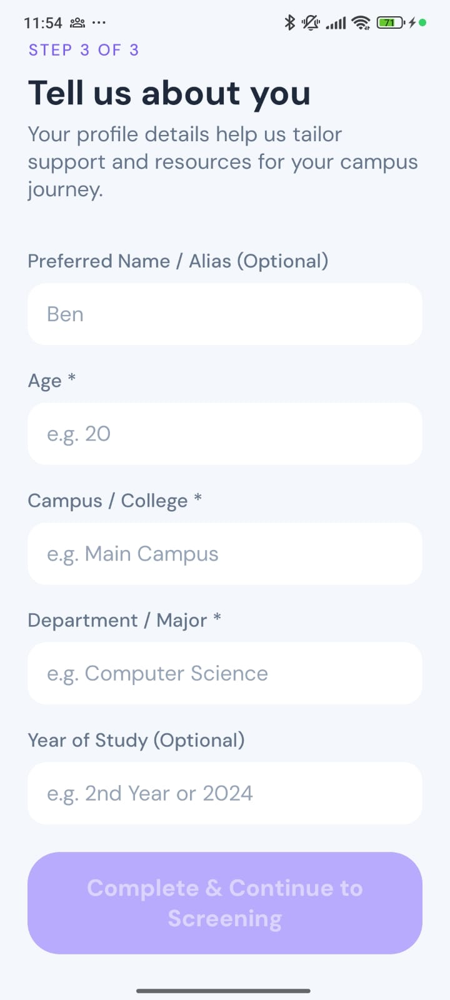 11:54
71
STEP 3 OF 3
Tell us about you
Your profile details help us tailor
support and resources for your campus
journey.
Preferred Name / Alias (Optional)
Ben
Age *
e.g. 20
Campus / College *
e.g. Main Campus
Department / Major *
e.g. Computer Science
Year of Study (Optional)
e.g. 2nd Year or 2024
Complete & Continue to
Screening